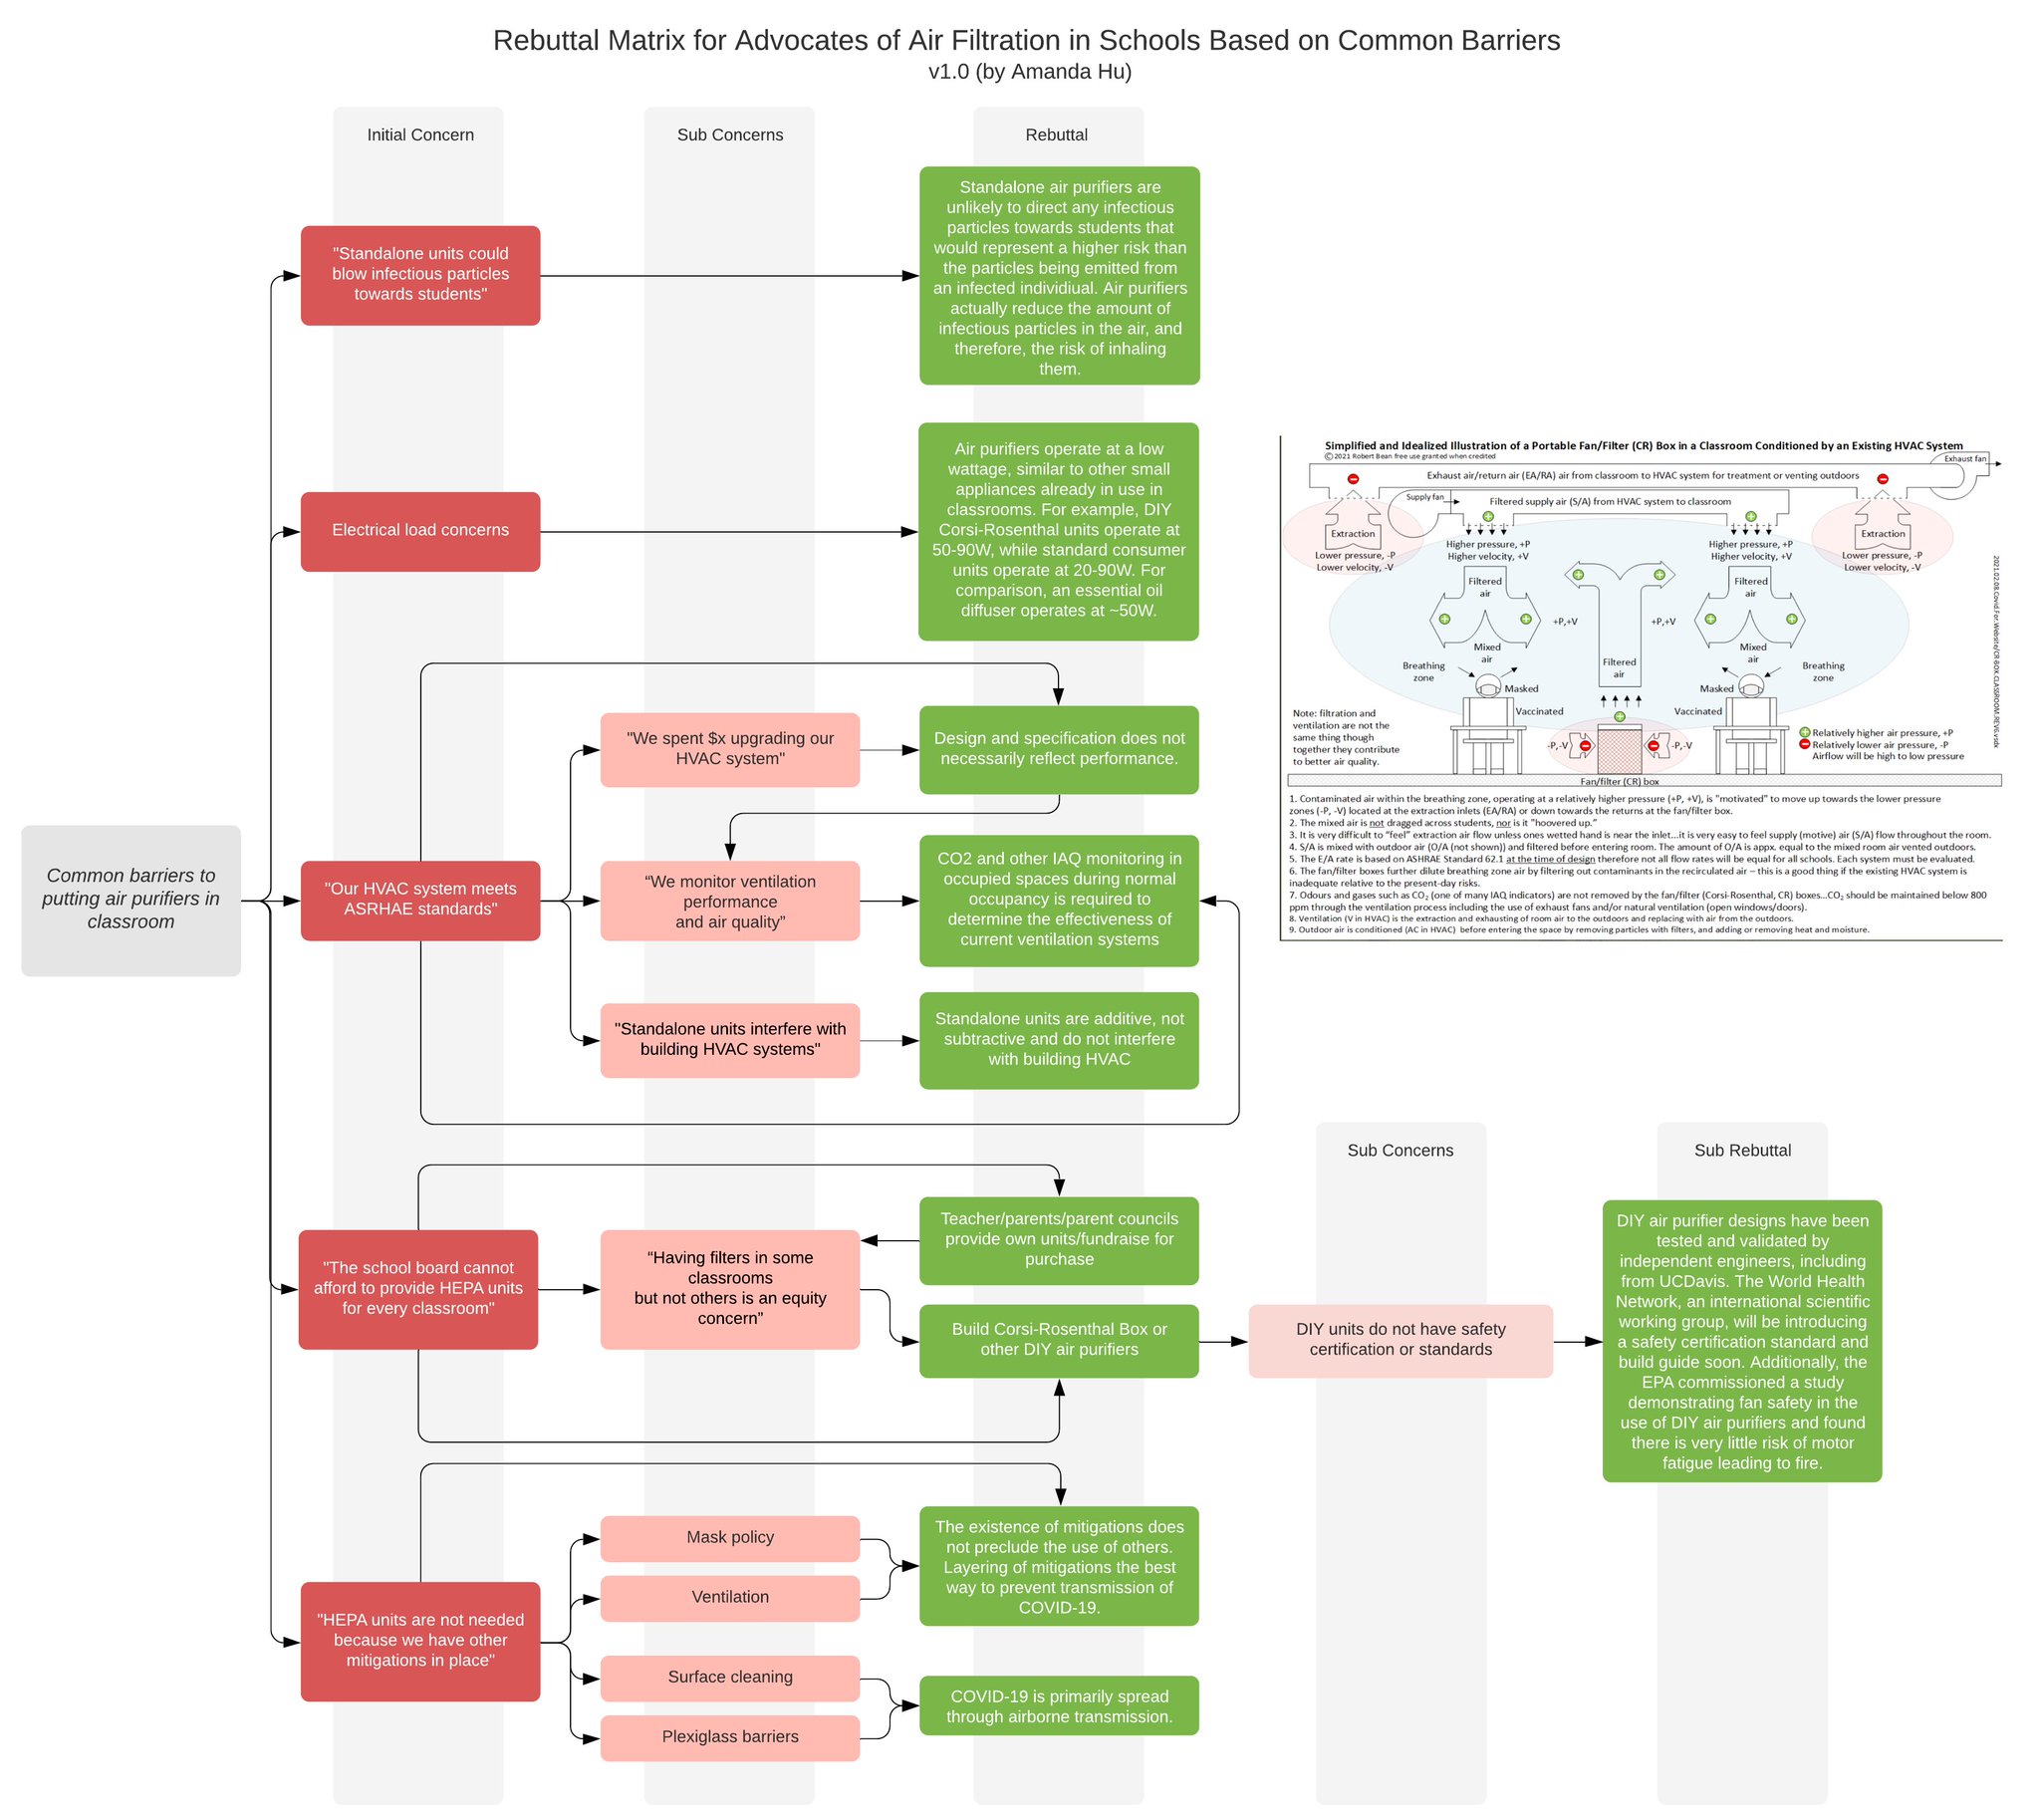 Rebuttal Matrix for Advocates of Air Filtration in Schools Based on Common Barriers
v1.0 (by Amanda Hu)
Initial Concern
Sub Concerns
Rebuttal
Common barriers to
putting air purifiers in
classroom
"Standalone units could
blow infectious particles
towards students"
Standalone air purifiers are
unlikely to direct any infectious
particles towards students that
would represent a higher risk than
the particles being emitted from
an infected individiual. Air purifiers
actually reduce the amount of
infectious particles in the air, and
therefore, the risk of inhaling
them.
Electrical load concerns
Air purifiers operate at a low
wattage, similar to other small
appliances already in use in
classrooms. For example, DIY
Corsi-Rosenthal units operate at
50-90W, while standard consumer
units operate at 20-90W. For
comparison, an essential oil
diffuser operates at ~50W.
"Our HVAC system meets
ASRHAE standards"
"We spent $x upgrading our
HVAC system"
Design and specification does not
necessarily reflect performance.
“We monitor ventilation
performance
and air quality”
CO2 and other IAQ monitoring in
occupied spaces during normal
occupancy is required to
determine the effectiveness of
current ventilation systems
"Standalone units interfere with
building HVAC systems"
Standalone units are additive, not
subtractive and do not interfere
with building HVAC
"The school board cannot
afford to provide HEPA units
for every classroom"
“Having filters in some
classrooms
but not others is an equity
concern”
Teacher/parents/parent councils
provide own units/fundraise for
purchase
Build Corsi-Rosenthal Box or
other DIY air purifiers
Sub Concerns
Sub Rebuttal
DIY units do not have safety
certification or standards
DIY air purifier designs have been
tested and validated by
independent engineers, including
from UCDavis. The World Health
Network, an international scientific
working group, will be introducing
a safety certification standard and
build guide soon. Additionally, the
EPA commissioned a study
demonstrating fan safety in the
use of DIY air purifiers and found
there is very little risk of motor
fatigue leading to fire.
"HEPA units are not needed
because we have other
mitigations in place"
Mask policy
Ventilation
Surface cleaning
Plexiglass barriers
The existence of mitigations does
not preclude the use of others.
Layering of mitigations the best
way to prevent transmission of
COVID-19.
COVID-19 is primarily spread
through airborne transmission.
Simplified and Idealized Illustration of a Portable Fan/Filter (CR) Box in a Classroom Conditioned by an Existing HVAC System
©2021 Robert Bean free use granted when credited
Exhaust fan
Exhaust air/return air (EA/RA) air from classroom to HVAC system for treatment or venting outdoors
Supply fan
Filtered supply air (S/A) from HVAC system to classroom
Extraction
Lower pressure, -P
Lower velocity, -V
Higher pressure, +P
Higher velocity, +V
Higher pressure, +P
Higher velocity, +V
Extraction
Lower pressure, -P
Lower velocity, -V
Filtered
air
Filtered
air
+P,+V
+P,+V
Mixed
air
Filtered
air
Mixed
air
Breathing
zone
Breathing
zone
Masked
Masked
Vaccinated
Vaccinated
Note: filtration and
ventilation are not the
same thing though
together they contribute
to better air quality.
-P,-V
-P,-V
Relatively higher air pressure, +P
Relatively lower air pressure, -P
Airflow will be high to low pressure
Fan/filter (CR) box
1. Contaminated air within the breathing zone, operating at a relatively higher pressure (+P, +V), is "motivated" to move up towards the lower pressure
zones (-P, -V) located at the extraction inlets (EA/RA) or down towards the returns at the fan/filter box.
2. The mixed air is not dragged across students, nor is it "hoovered up."
3. It is very difficult to "feel" extraction air flow unless ones wetted hand is near the inlet...it is very easy to feel supply (motive) air (S/A) flow throughout the room.
4. S/A is mixed with outdoor air (O/A (not shown)) and filtered before entering room. The amount of O/A is appx. equal to the mixed room air vented outdoors.
5. The E/A rate is based on ASHRAE Standard 62.1 at the time of design therefore not all flow rates will be equal for all schools. Each system must be evaluated.
6. The fan/filter boxes further dilute breathing zone air by filtering out contaminants in the recirculated air – this is a good thing if the existing HVAC system is
inadequate relative to the present-day risks.
7. Odours and gases such as CO₂ (one of many IAQ indicators) are not removed by the fan/filter (Corsi-Rosenthal, CR) boxes...CO₂ should be maintained below 800
ppm through the ventilation process including the use of exhaust fans and/or natural ventilation (open windows/doors).
8. Ventilation (V in HVAC) is the extraction and exhausting of room air to the outdoors and replacing with air from the outdoors.
9. Outdoor air is conditioned (AC in HVAC) before entering the space by removing particles with filters, and adding or removing heat and moisture.